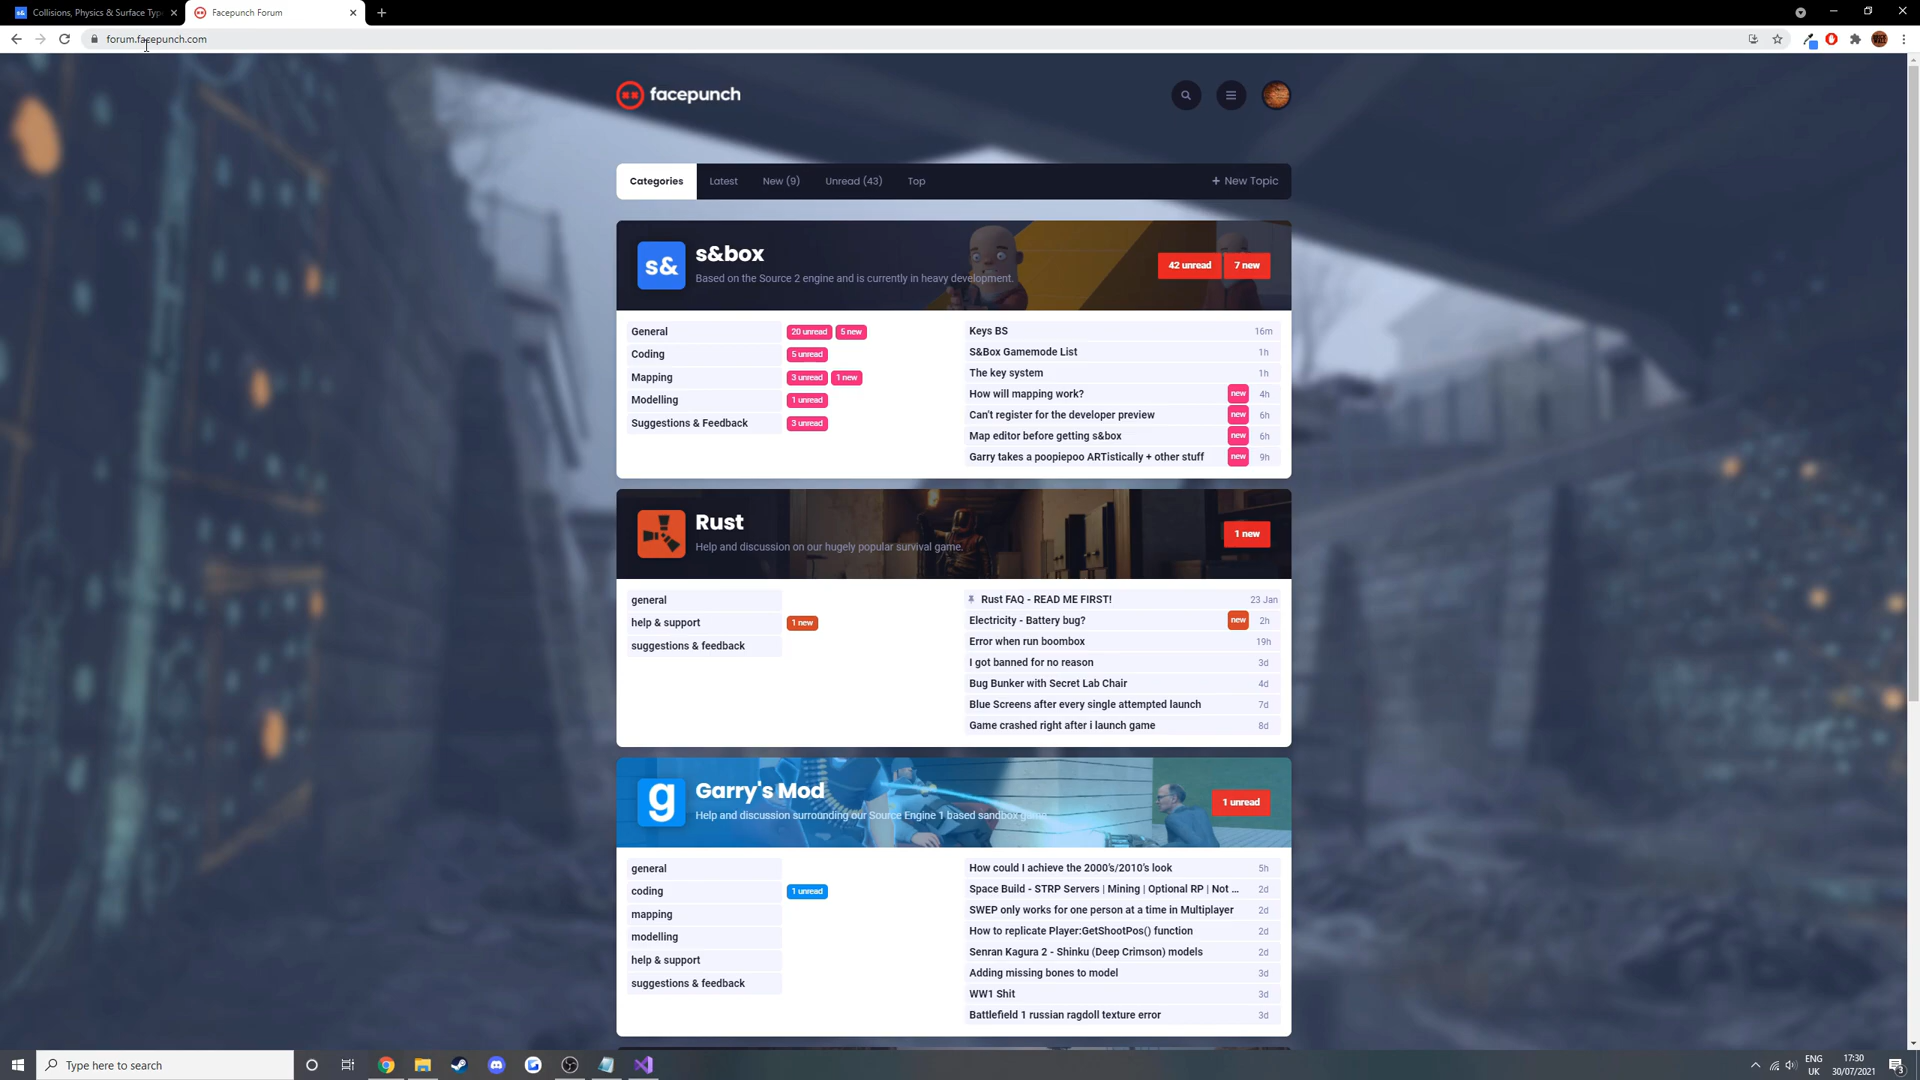 Collisions, Physics & Surface Typ
Facepunch Forum
forum.facepunch.com
facepunch
Categories
Latest
New (9)
Unread (43)
Top
+ New Topic
s&
s&box
Based on the Source 2 engine and is currently in heavy development.
42 unread
7 new
General
20 unread
5 new
Coding
5 unread
Mapping
3 unread
1 new
Modelling
1 unread
Suggestions & Feedback
3 unread
Keys BS
16m
S&Box Gamemode List
1h
The key system
1h
How will mapping work?
new
4h
Can't register for the developer preview
new
6h
Map editor before getting s&box
new
6h
Garry takes a poopiepoo ARTistically + other stuff
new
9h
Rust
Help and discussion on our hugely popular survival game.
1 new
general
help & support
1 new
suggestions & feedback
Rust FAQ - READ ME FIRST!
23 Jan
Electricity - Battery bug?
new
2h
Error when run boombox
19h
I got banned for no reason
3d
Bug Bunker with Secret Lab Chair
4d
Blue Screens after every single attempted launch
7d
Game crashed right after i launch game
8d
g
Garry's Mod
Help and discussion surrounding our Source Engine 1 based sandbox game.
1 unread
general
coding
1 unread
mapping
modelling
help & support
suggestions & feedback
How could I achieve the 2000's/2010's look
5h
Space Build - STRP Servers | Mining | Optional RP | Not ...
2d
SWEP only works for one person at a time in Multiplayer
2d
How to replicate Player:GetShootPos() function
2d
Senran Kagura 2 - Shinku (Deep Crimson) models
2d
Adding missing bones to model
3d
WW1 Shit
3d
Battlefield 1 russian ragdoll texture error
3d
Type here to search
ENG
UK
17:30
30/07/2021
3